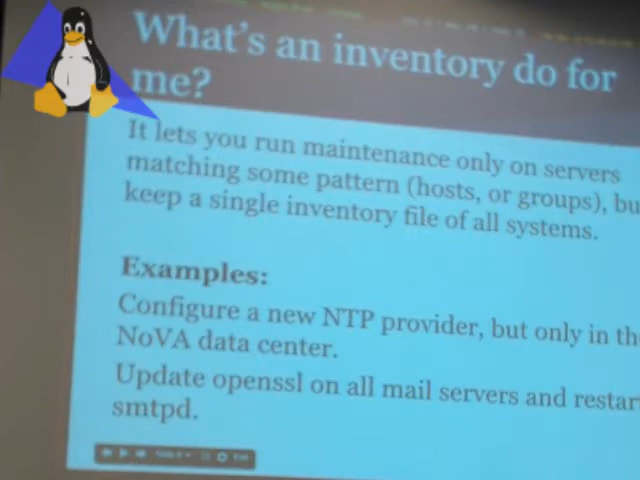 What's an inventory do for
me?
It lets you run maintenance only on servers
matching some pattern (hosts, or groups), bu
keep a single inventory file of all systems.
Examples:
Configure a new NTP provider, but only in the
NoVA data center.
Update openssl on all mail servers and restart
smtpd.